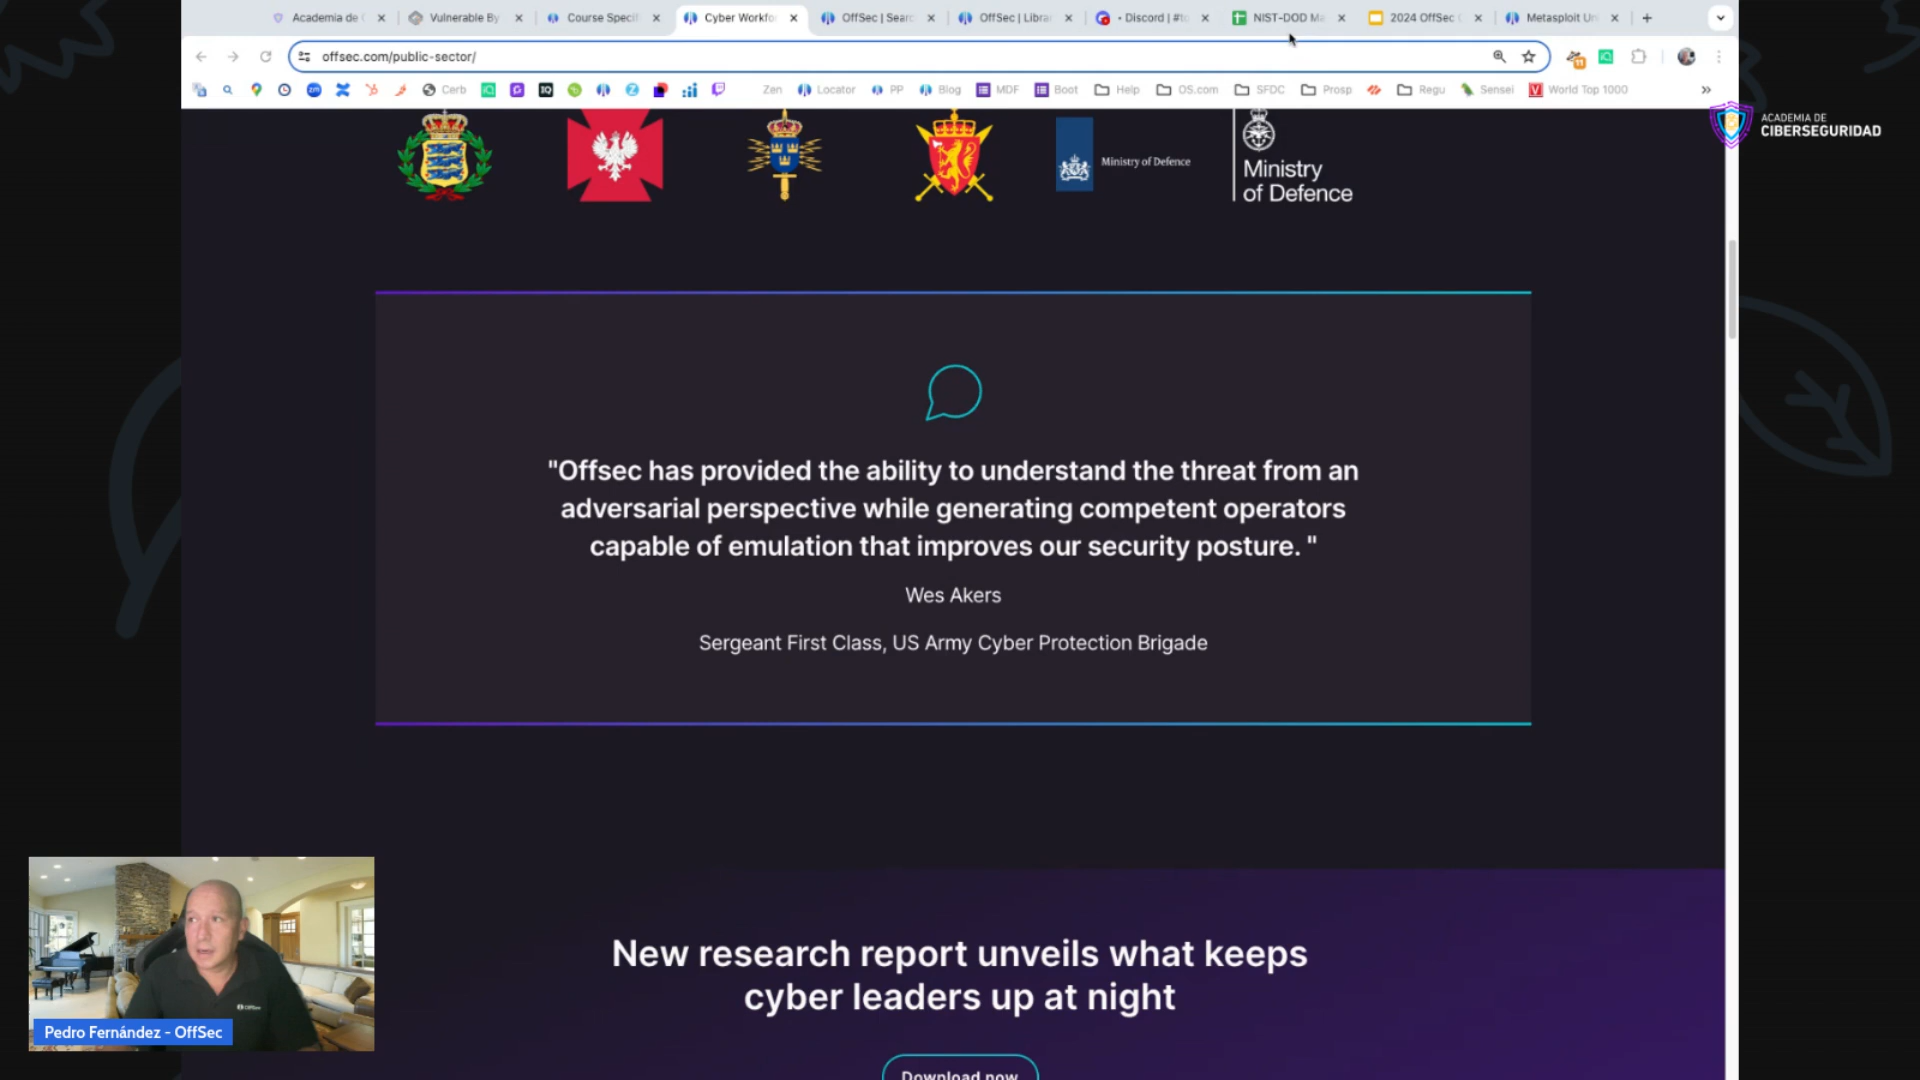 Academia de
Vulnerable By
Course Specif
Cyber Workfo
OffSec | Searc
OffSec | Librar
• Discord | #to
NIST-DOD Ma
2024 OffSec
Metasploit Un
offsec.com/public-sector/
11
Cerb
Zen
Locator
PP
Blog
MDF
Boot
Help
OS.com
SFDC
Prosp
Regu
Sensei
World Top 1000
ACADEMIA DE
CIBERSEGURIDAD
Ministry of Defence
Ministry
of Defence
"Offsec has provided the ability to understand the threat from an
adversarial perspective while generating competent operators
capable of emulation that improves our security posture. "
Wes Akers
Sergeant First Class, US Army Cyber Protection Brigade
New research report unveils what keeps
cyber leaders up at night
Download now
Pedro Fernández - OffSec